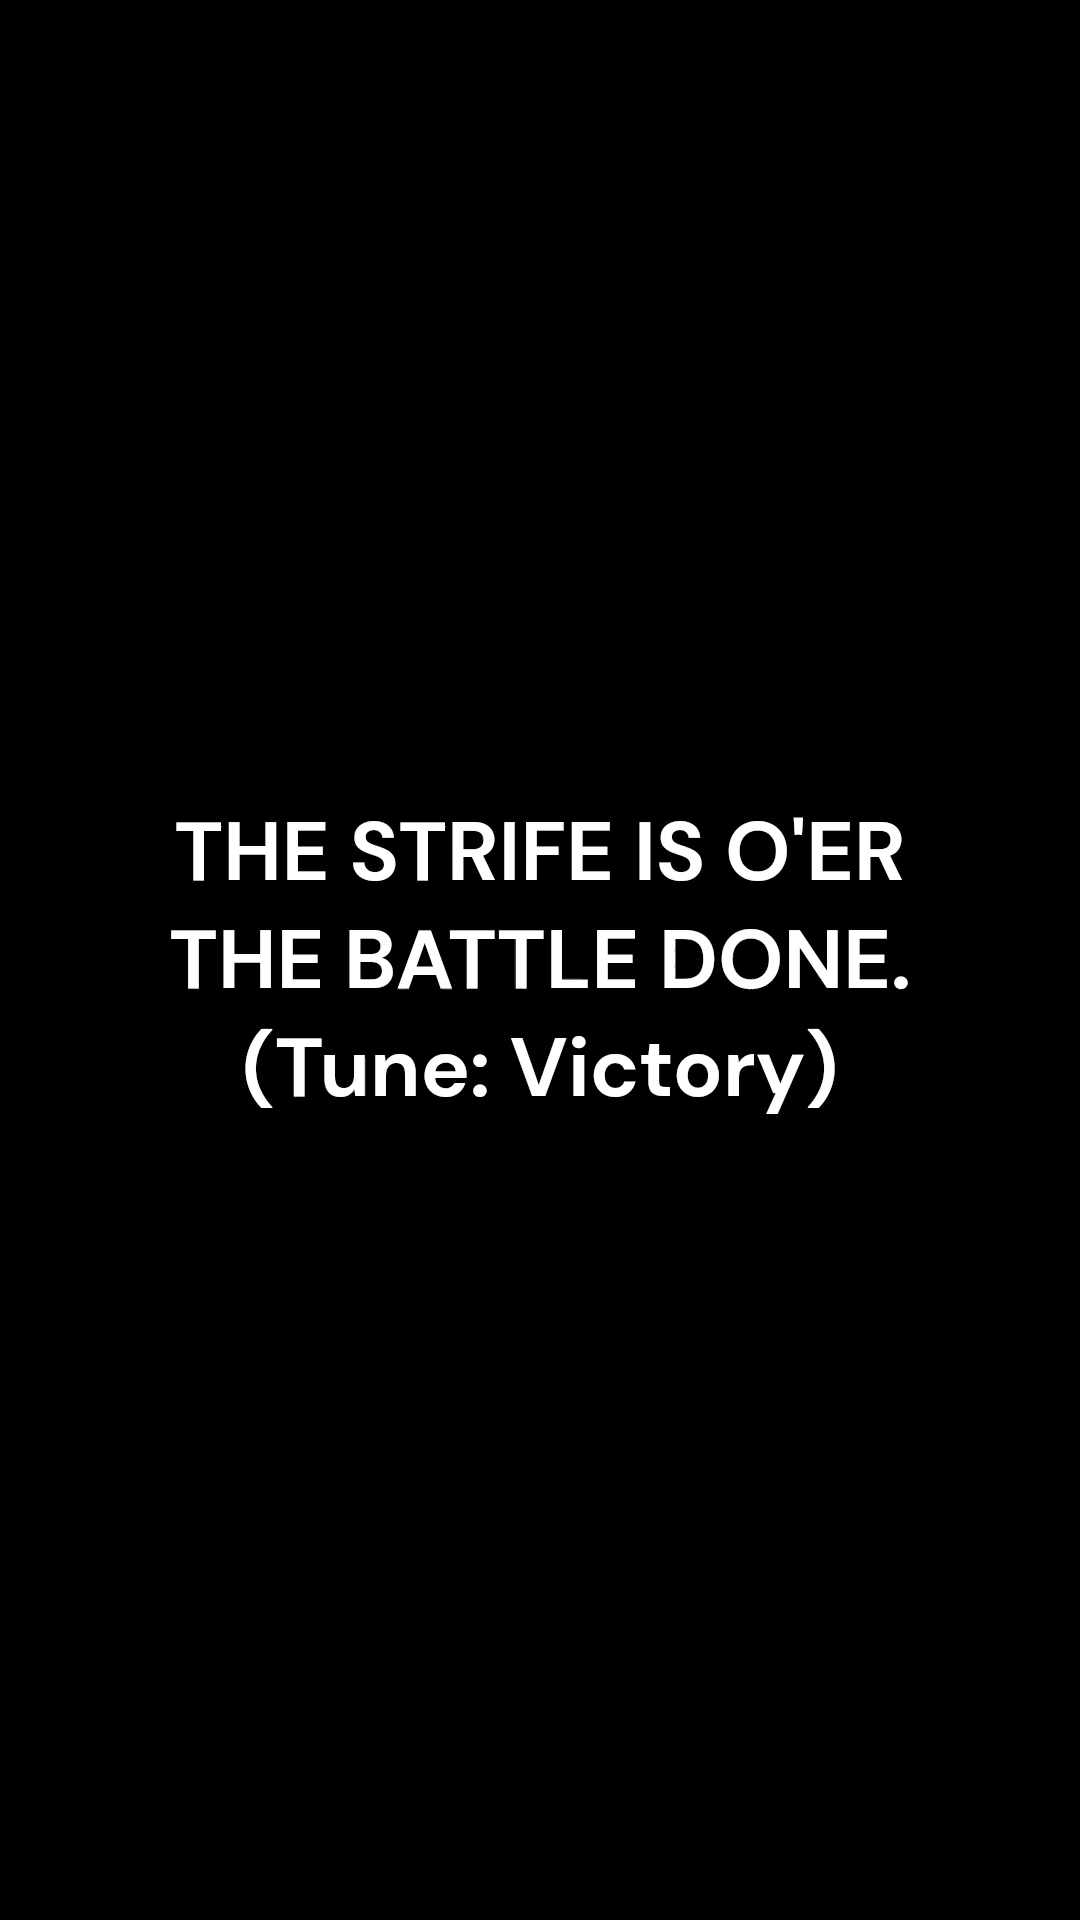 THE STRIFE IS O'ER
THE BATTLE DONE.
(Tune: Victory)